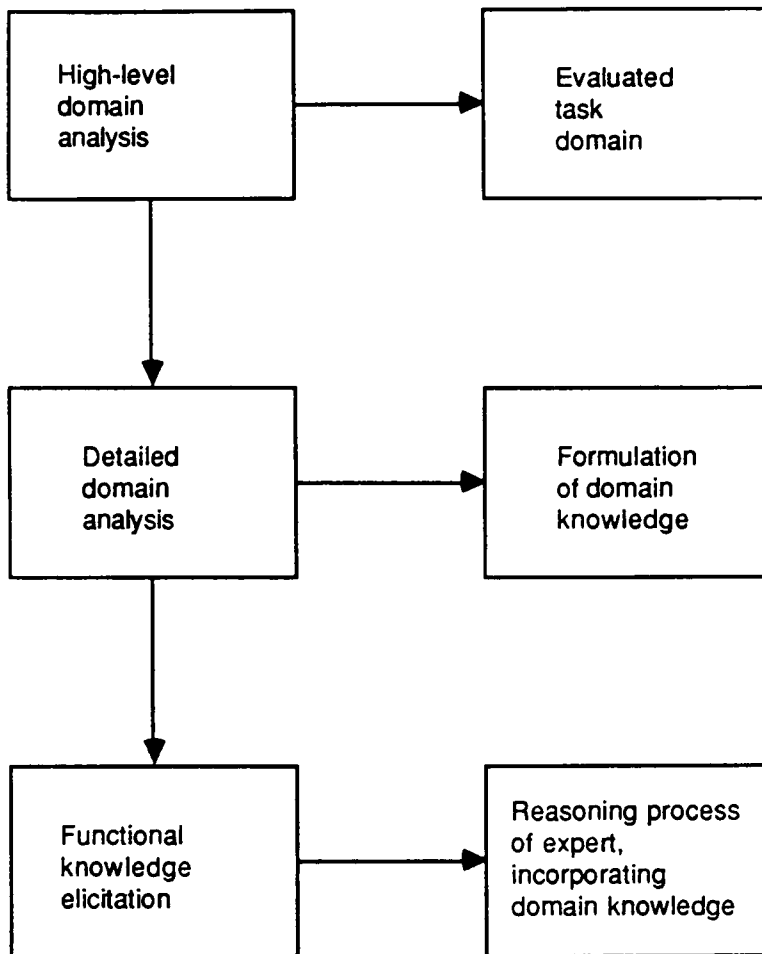 High-level
domain
analysis
Evaluated
task
domain
Detailed
domain
analysis
Formulation
of domain
knowledge
Functional
knowledge
elicitation
Reasoning process
of expert,
incorporating
domain knowledge